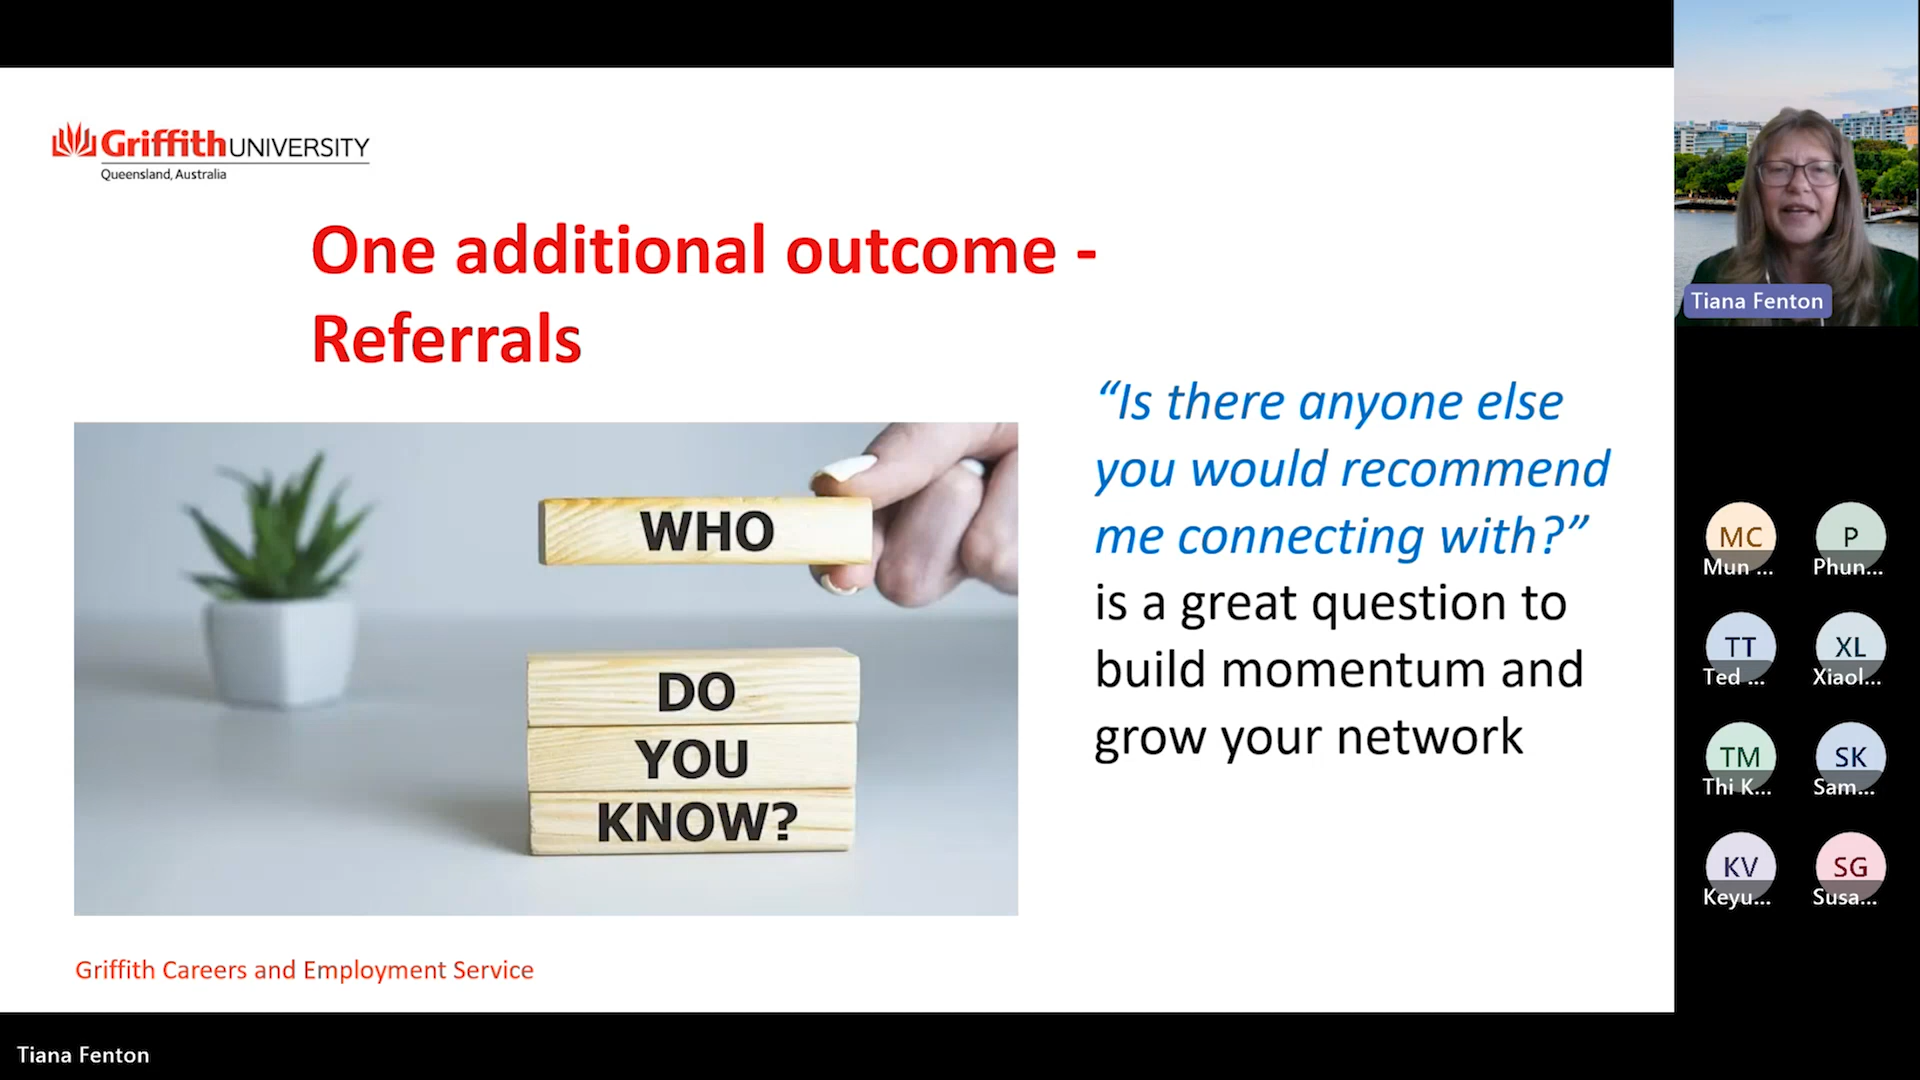 Griffith UNIVERSITY
Queensland, Australia
One additional outcome -
Referrals
WHO
DO
YOU
KNOW?
“Is there anyone else
you would recommend
me connecting with?”
is a great question to
build momentum and
grow your network
Griffith Careers and Employment Service
Tiana Fenton
Tiana Fenton
MC
Mun ...
P
Phun...
TT
Ted ...
XL
Xiaol...
TM
Thi K...
SK
Sam...
KV
Keyu...
SG
Susa...